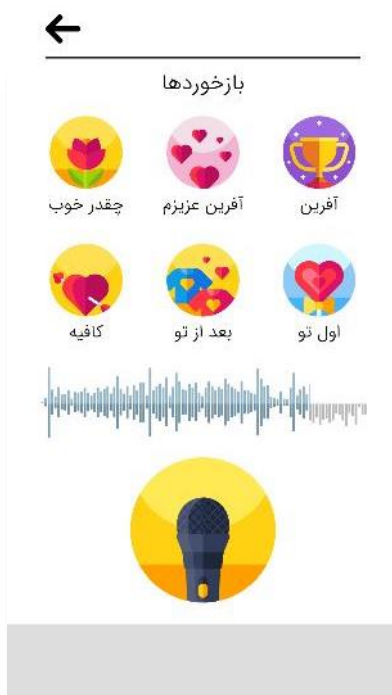 بازخوردها
آفرین
آفرین عزیزم
چقدر خوب
اول تو
بعد از تو
کافیه